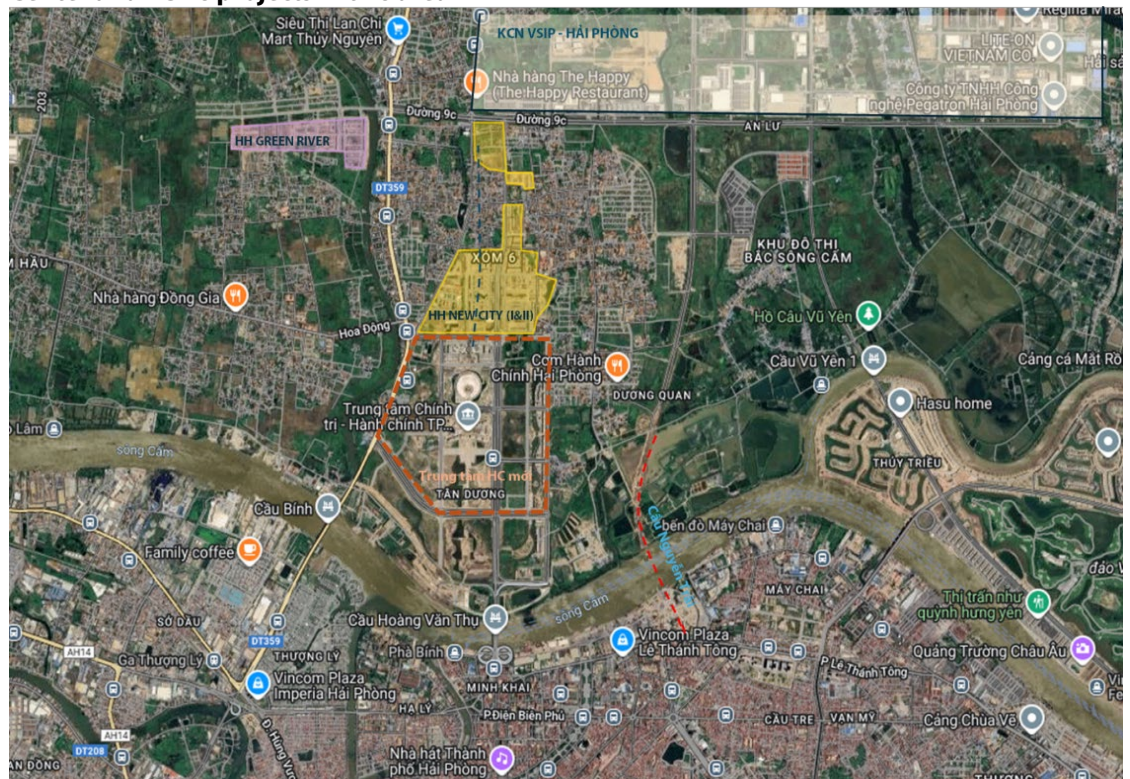 Siêu Thị Lan Chi
Mart Thủy Nguyên
KCN VSIP - HẢI PHÒNG
LITE-ON
VIETNAM CO.
Nhà hàng The Happy
(The Happy Restaurant)
Công ty TNHH Công
nghệ Pegatron Hải Phòng
203
Đường 9c
Đường 9c
AN LƯ
HH GREEN RIVER
DT359
KHU ĐÔ THỊ
BẮC SÔNG CẤM
XÓM 6
Nhà hàng Đồng Gia
HH NEW CITY (I&II)
Hồ Cầu Vũ Yên
Hoa Động
Cơm Hành
Chính Hải Phòng
Cầu Vũ Yên 1
DƯƠNG QUAN
Hasu home
Trung tâm Chính
trị - Hành chính TP...
THỦY TRIỀU
sông Cấm
Trung tâm HC mới
TÂN DƯƠNG
Cầu Bính
bến đò Máy Chai
Family coffee
sông Cấm
MÁY CHAI
Thị trấn như
quỳnh hưng yên
SỞ DẦU
Cầu Hoàng Văn Thụ
DT359
AH14
Ga Thượng Lý
THƯỢNG LÝ
Phà Bính
Vincom Plaza
Lê Thánh Tông
Quảng Trường Châu Âu
Vincom Plaza
Imperia Hải Phòng
MINH KHAI
P. Lê Thánh Tông
HẠ LÝ
P.Điện Biên Phủ
CẦU TRE
VẠN MỸ
Cảng Chùa Vẽ
AH14
DT208
Nhà hát Thành
phố Hải Phòng